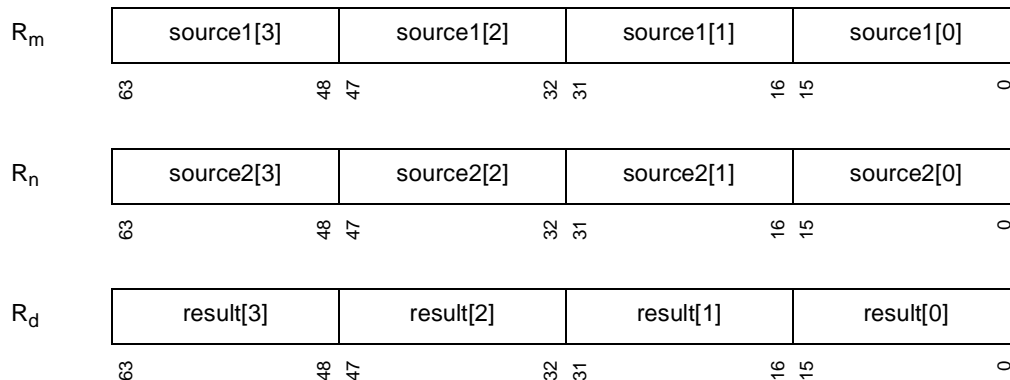 Rm source1[3] source1[2] source1[1] source1[0]
63 48 47 32 31 16 15 0
Rn source2[3] source2[2] source2[1] source2[0]
63 48 47 32 31 16 15 0
Rd result[3] result[2] result[1] result[0]
63 48 47 32 31 16 15 0